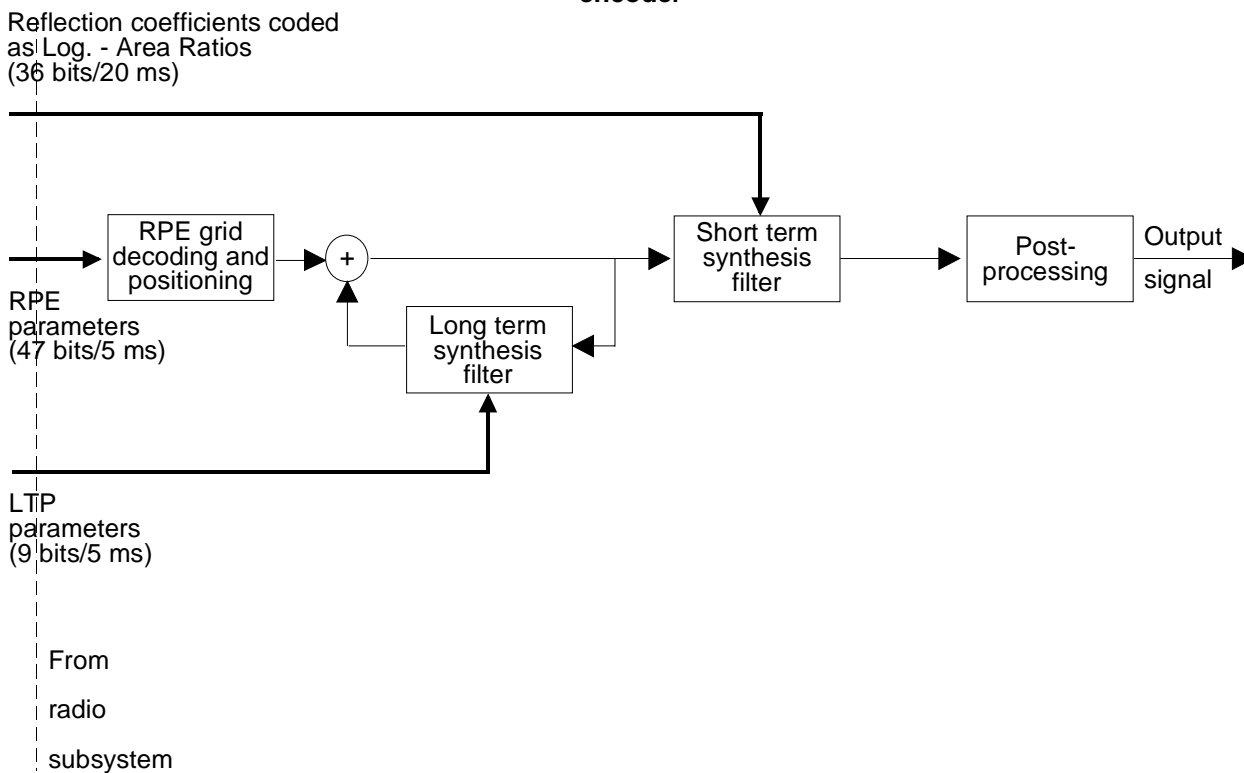 Reflection coefficients coded
as Log. - Area Ratios
(36 bits/20 ms)
RPE grid
decoding and
positioning
+
Short term
synthesis
filter
Post-
processing
Output
signal
RPE
parameters
(47 bits/5 ms)
Long term
synthesis
filter
LTP
parameters
(9 bits/5 ms)
From
radio
subsystem